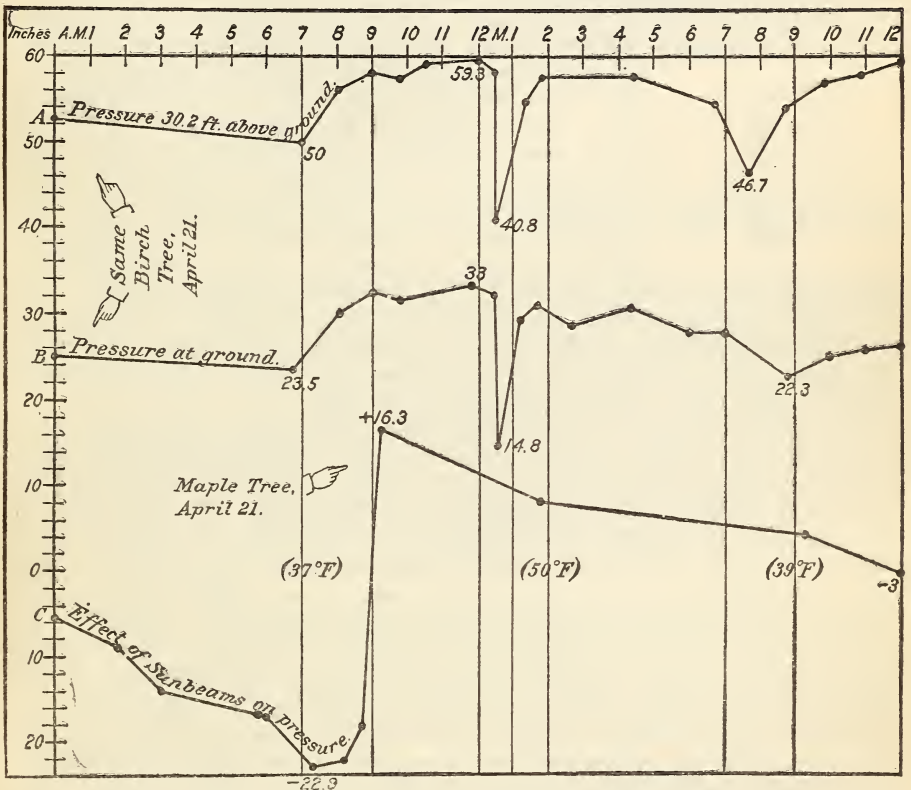 Inches A.M.1 2 3 4 5 6 7 8 9 10 11 12 M.1 2 3 4 5 6 7 8 9 10 11 12
60
59.3
A Pressure 30.2 ft. above ground.
50
50
46.7
40
40.8
Same
Birch
Tree,
April 21.
33
30
B Pressure at ground.
23.5
22.3
20
+16.3
14.8
10
Maple Tree,
April 21.
0
(37°F) (50°F) (39°F)
-3
C Effect of Sunbeams on pressure.
10
20
-22.9